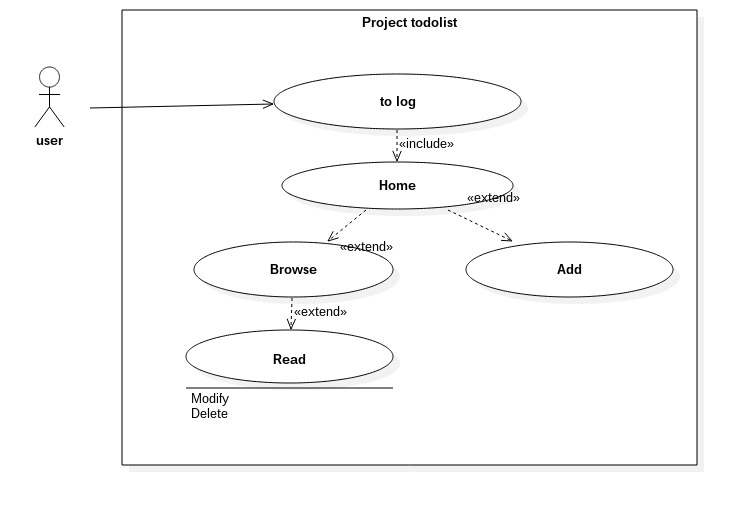 Project todolist
to log
user
«include»
Home
«extend»
«extend»
Browse
Add
«extend»
Read
Modify
Delete